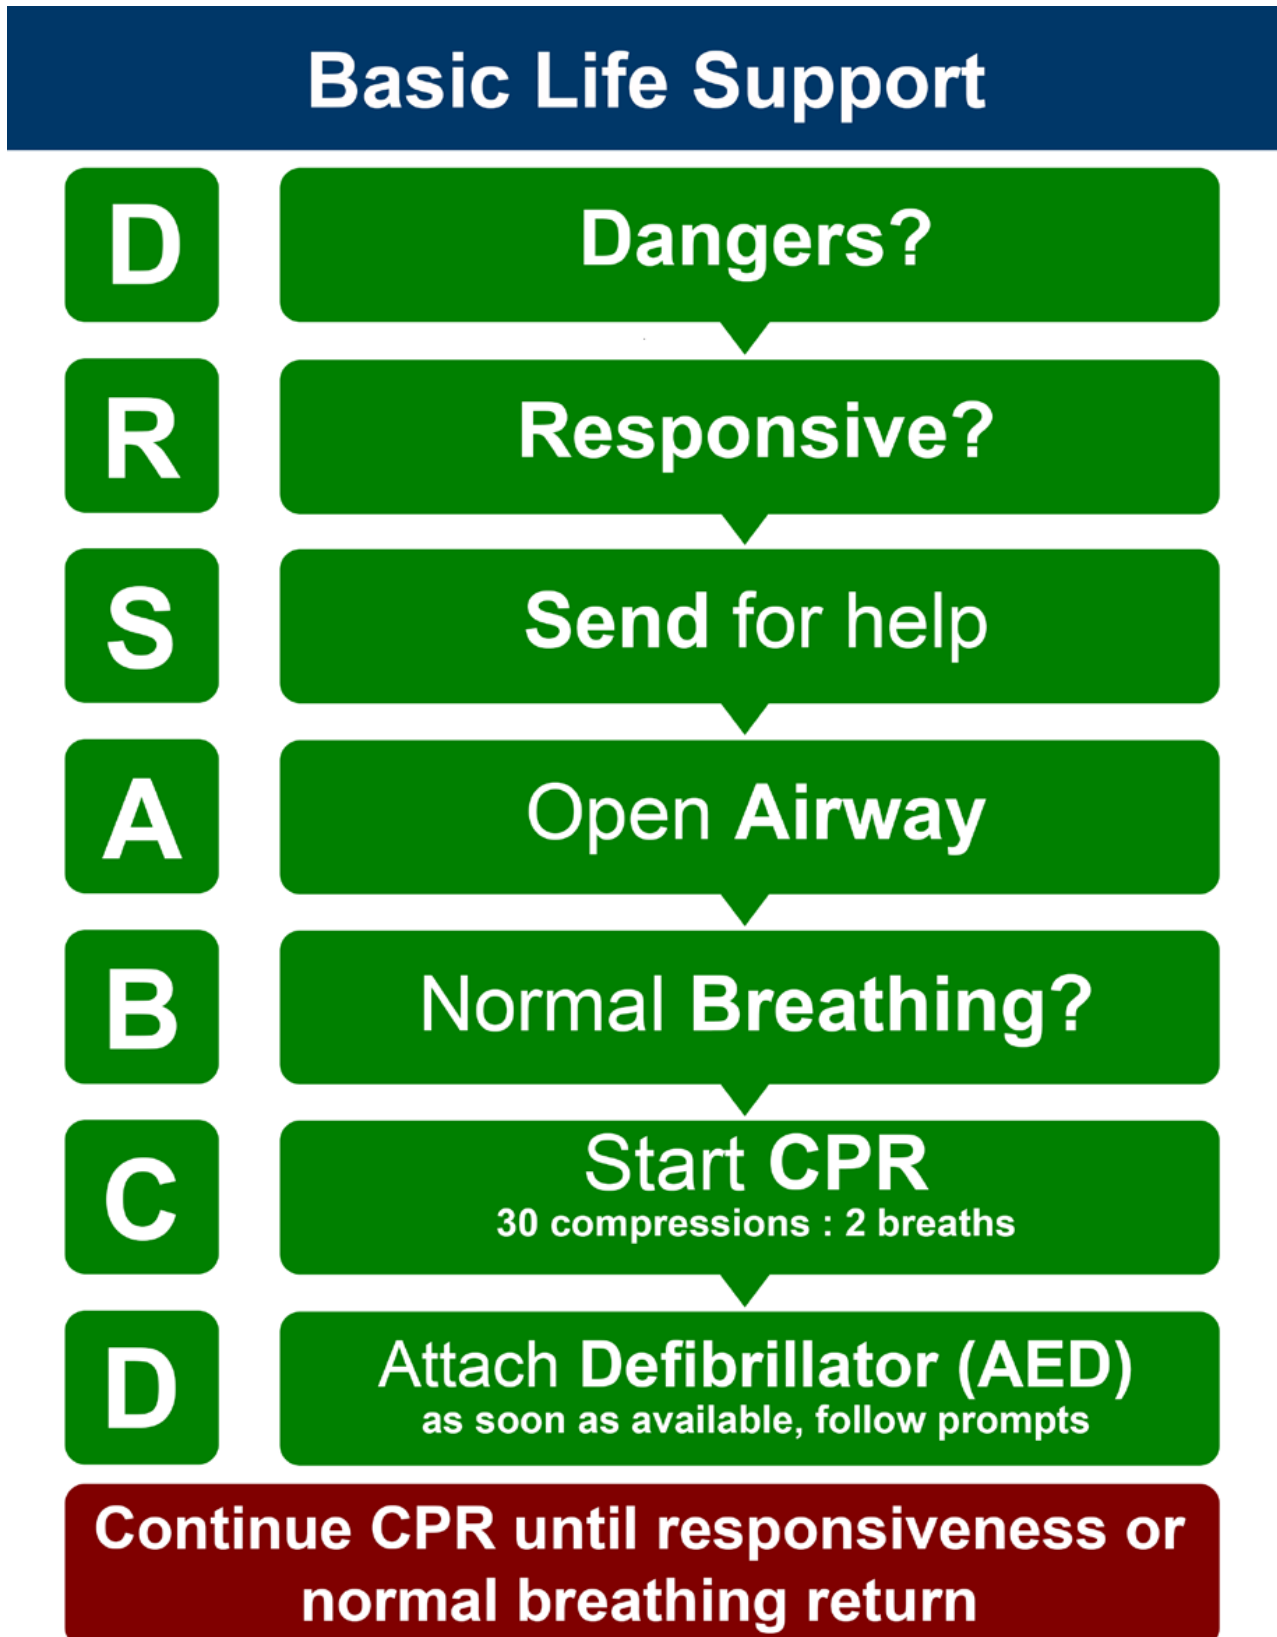 Basic Life Support
D
Dangers?
R
Responsive?
S
Send for help
A
Open Airway
B
Normal Breathing?
C
Start CPR
30 compressions : 2 breaths
D
Attach Defibrillator (AED)
as soon as available, follow prompts
Continue CPR until responsiveness or
normal breathing return